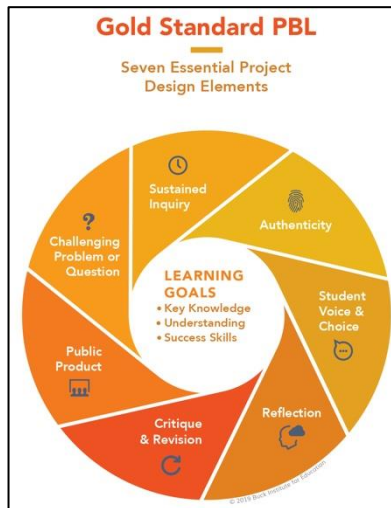 Gold Standard PBL
Seven Essential Project
Design Elements
Challenging
Problem or
Question
Sustained
Inquiry
Authenticity
Student
Voice &
Choice
Reflection
Critique
& Revision
Public
Product
LEARNING
GOALS
• Key Knowledge
• Understanding
• Success Skills
© 2019 Buck Institute for Education